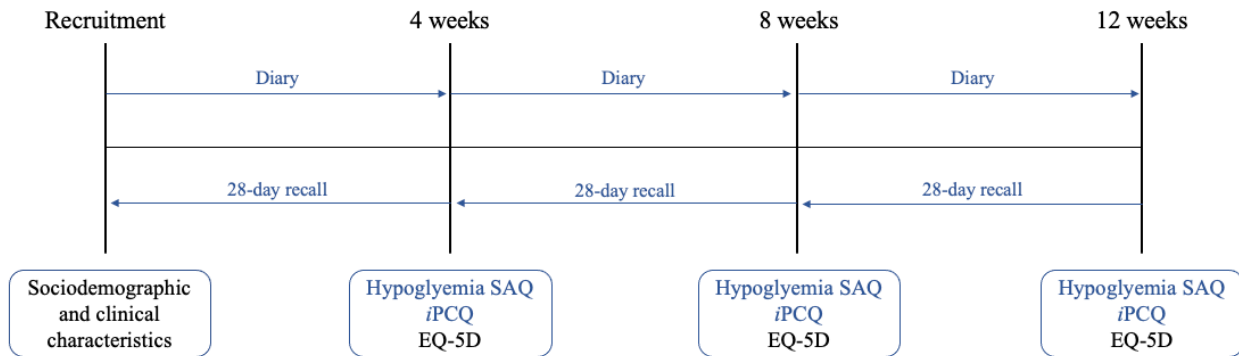 Recruitment
4 weeks
8 weeks
12 weeks
Diary
Diary
Diary
28-day recall
28-day recall
28-day recall
Sociodemographic
and clinical
characteristics
Hypoglyemia SAQ
iPCQ
EQ-5D
Hypoglyemia SAQ
iPCQ
EQ-5D
Hypoglyemia SAQ
iPCQ
EQ-5D